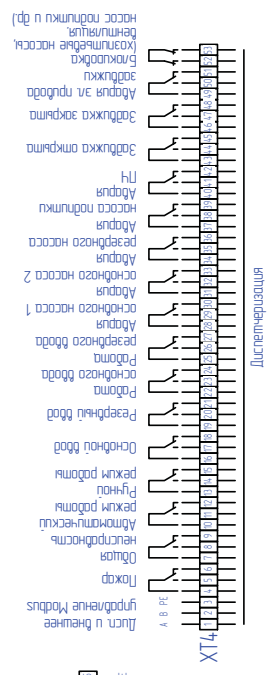 Дисп. и внешнее
управление Modbus
Пожар
Общая
неисправность
Автоматический
режим работы
Ручной
режим работы
Основной ввод
Резервный ввод
Работа
основного ввода
Работа
резервного ввода
Авария
основного насоса 1
Авария
основного насоса 2
Авария
резервного насоса
Авария
насоса подпитки
Авария
ПЧ
Задвижка открыта
Задвижка закрыта
Авария эл. привода
задвижки
Блокировка
(хозпитьевые насосы,
вентиляция,
насос подпитки и др.)
A B PE
XT4
1 2 3 4 5 6 7 8 9 10 11 12 13 14 15 16 17 18 19 20 21 22 23 24 25 26 27 28 29 30 31 32 33 34 35 36 37 38 39 40 41 42 43 44 45 46 47 48 49 50 51 52 53
Диспетчеризация